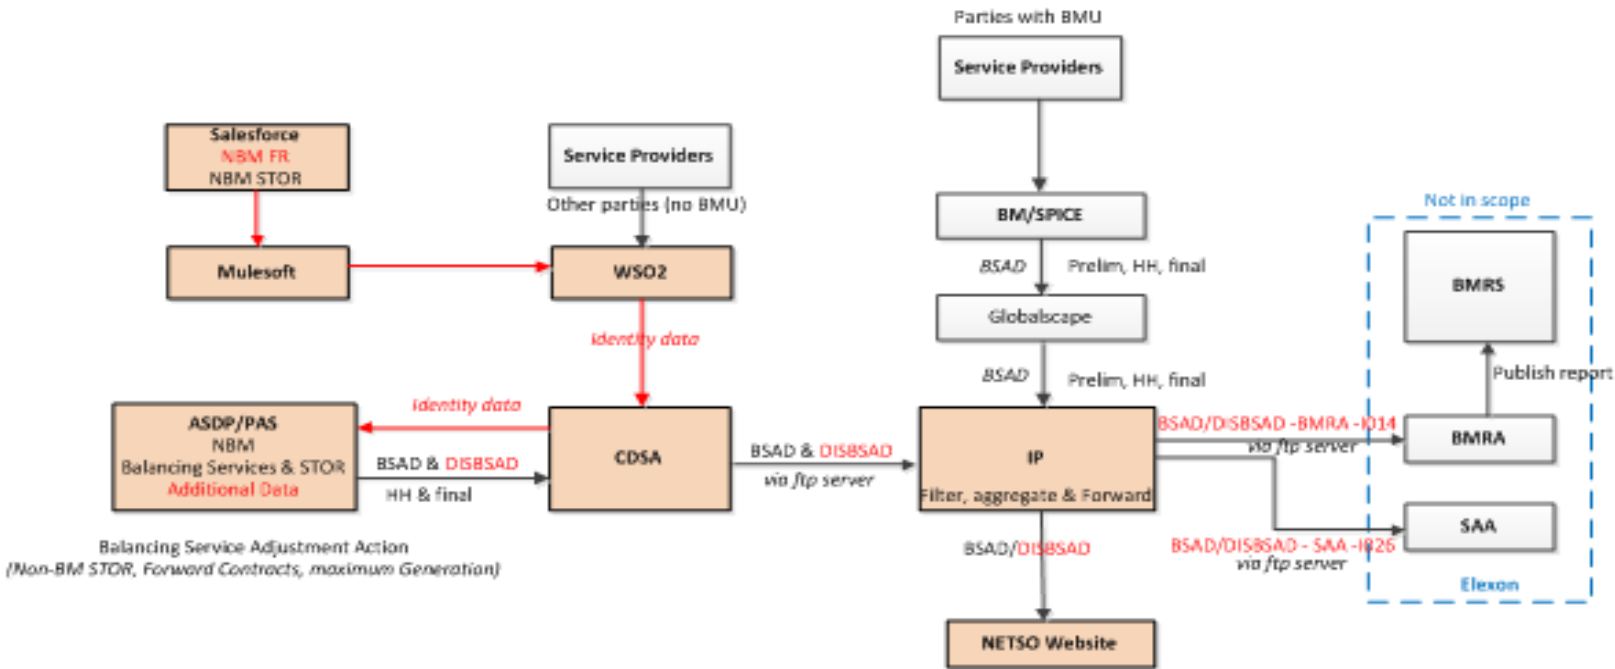 Parties with BMU
Service Providers
Salesforce
NBM FR
NBM STOR
Service Providers
Other parties (no BMU)
BM/SPICE
Not in scope
Mulesoft
WSO2
BSAD
Prelim, HH, final
BMRS
Globalscape
Identity data
BSAD
Prelim, HH, final
Publish report
Identity data
ASDP/PAS
NBM
Balancing Services & STOR
Additional Data
BSAD & DISBSAD
HH & final
CDSA
BSAD & DISBSAD
via ftp server
IP
Filter, aggregate & Forward
BSAD/DISBSAD -BMRA -I014
via ftp server
BMRA
SAA
BSAD/DISBSAD - SAA -I026
via ftp server
Balancing Service Adjustment Action
(Non-BM STOR, Forward Contracts, maximum Generation)
BSAD/DISBSAD
Elexon
NETSO Website